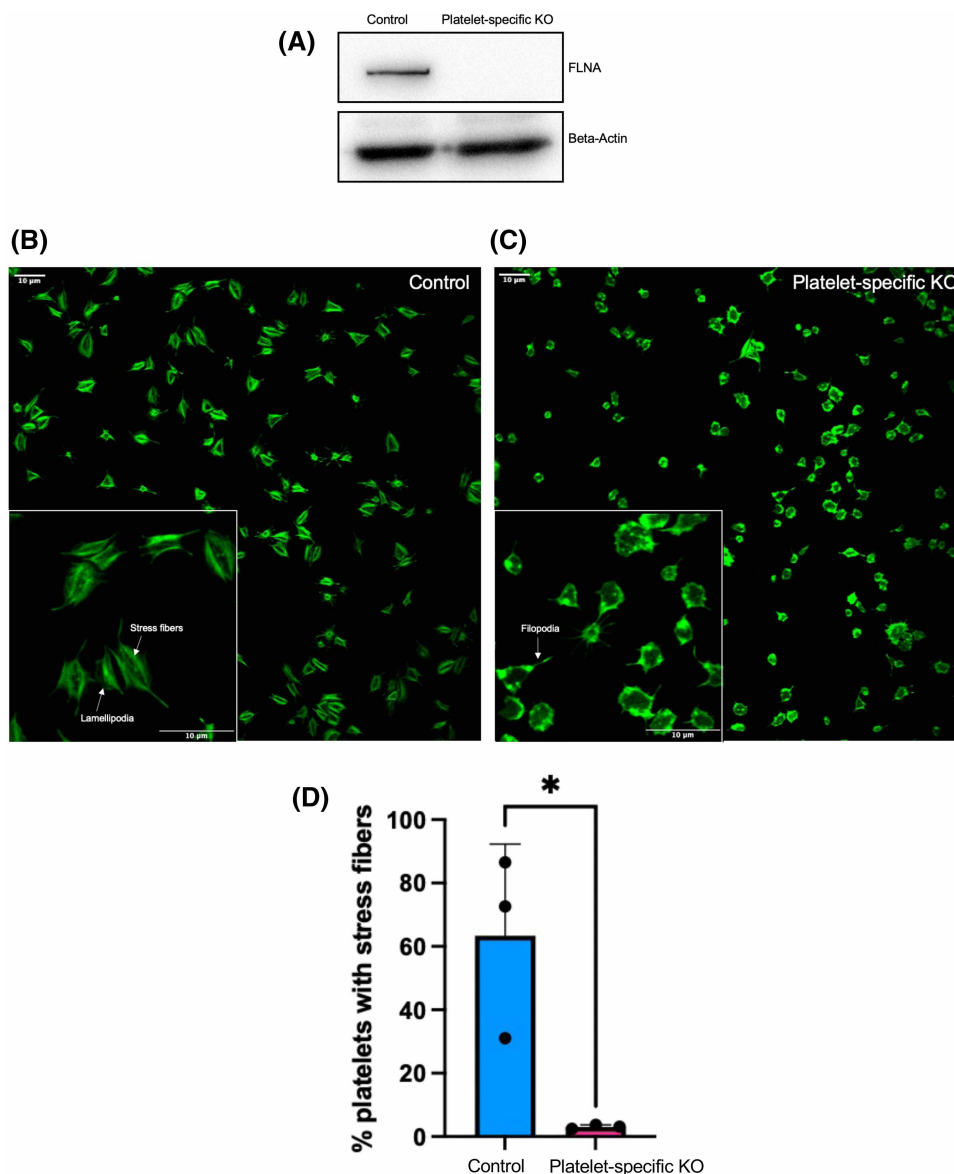 Control Platelet-specific KO
(A)
FLNA
Beta-Actin
(B)
(C)
10 µm
Control
10 µm
Platelet-specific KO
Stress fibers
Lamellipodia
10 µm
Filopodia
10 µm
(D)
*
% platelets with stress fibers
100
80
60
40
20
0
Control Platelet-specific KO